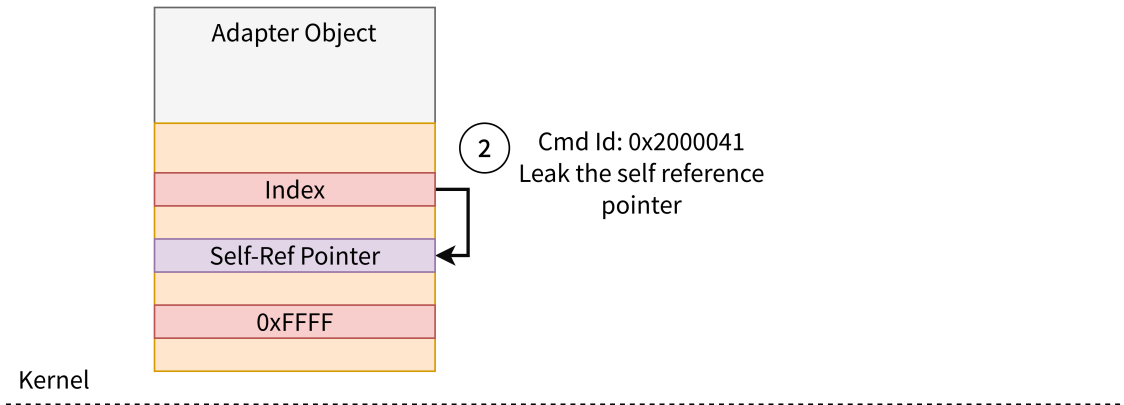 Adapter Object
2
Cmd Id: 0x2000041
Leak the self reference
pointer
Index
Self-Ref Pointer
0xFFFF
Kernel